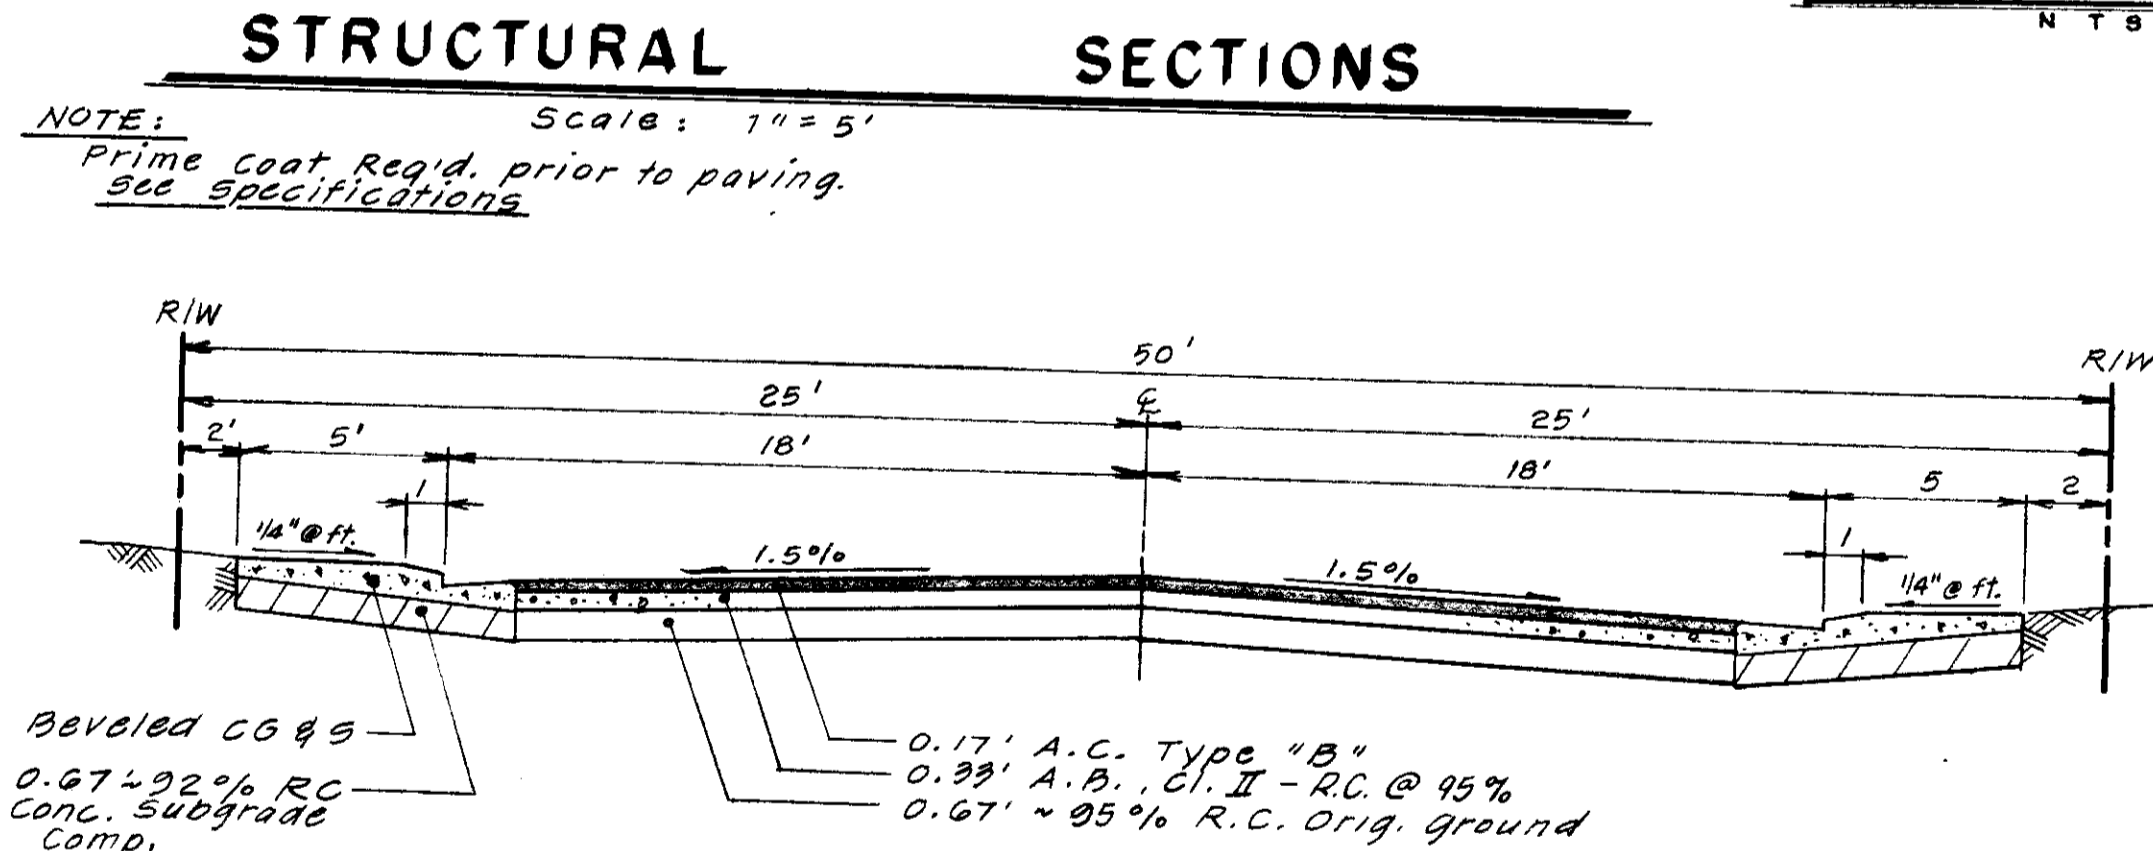 N T S
STRUCTURAL SECTIONS
NOTE: Scale: 1" = 5'
Prime Coat Req'd. prior to paving.
See Specifications
R/W
R/W
50'
25'
℄
25'
2'
5'
18'
18'
5
2
1
1
1/4" @ ft.
1.5%
1.5%
1/4" @ ft.
Beveled CG & S
0.67' ~ 92% RC
Conc. Subgrade
Comp.
0.17' A.C. Type "B"
0.33' A.B., Cl. II - R.C. @ 95%
0.67' ~ 95% R.C. Orig. ground